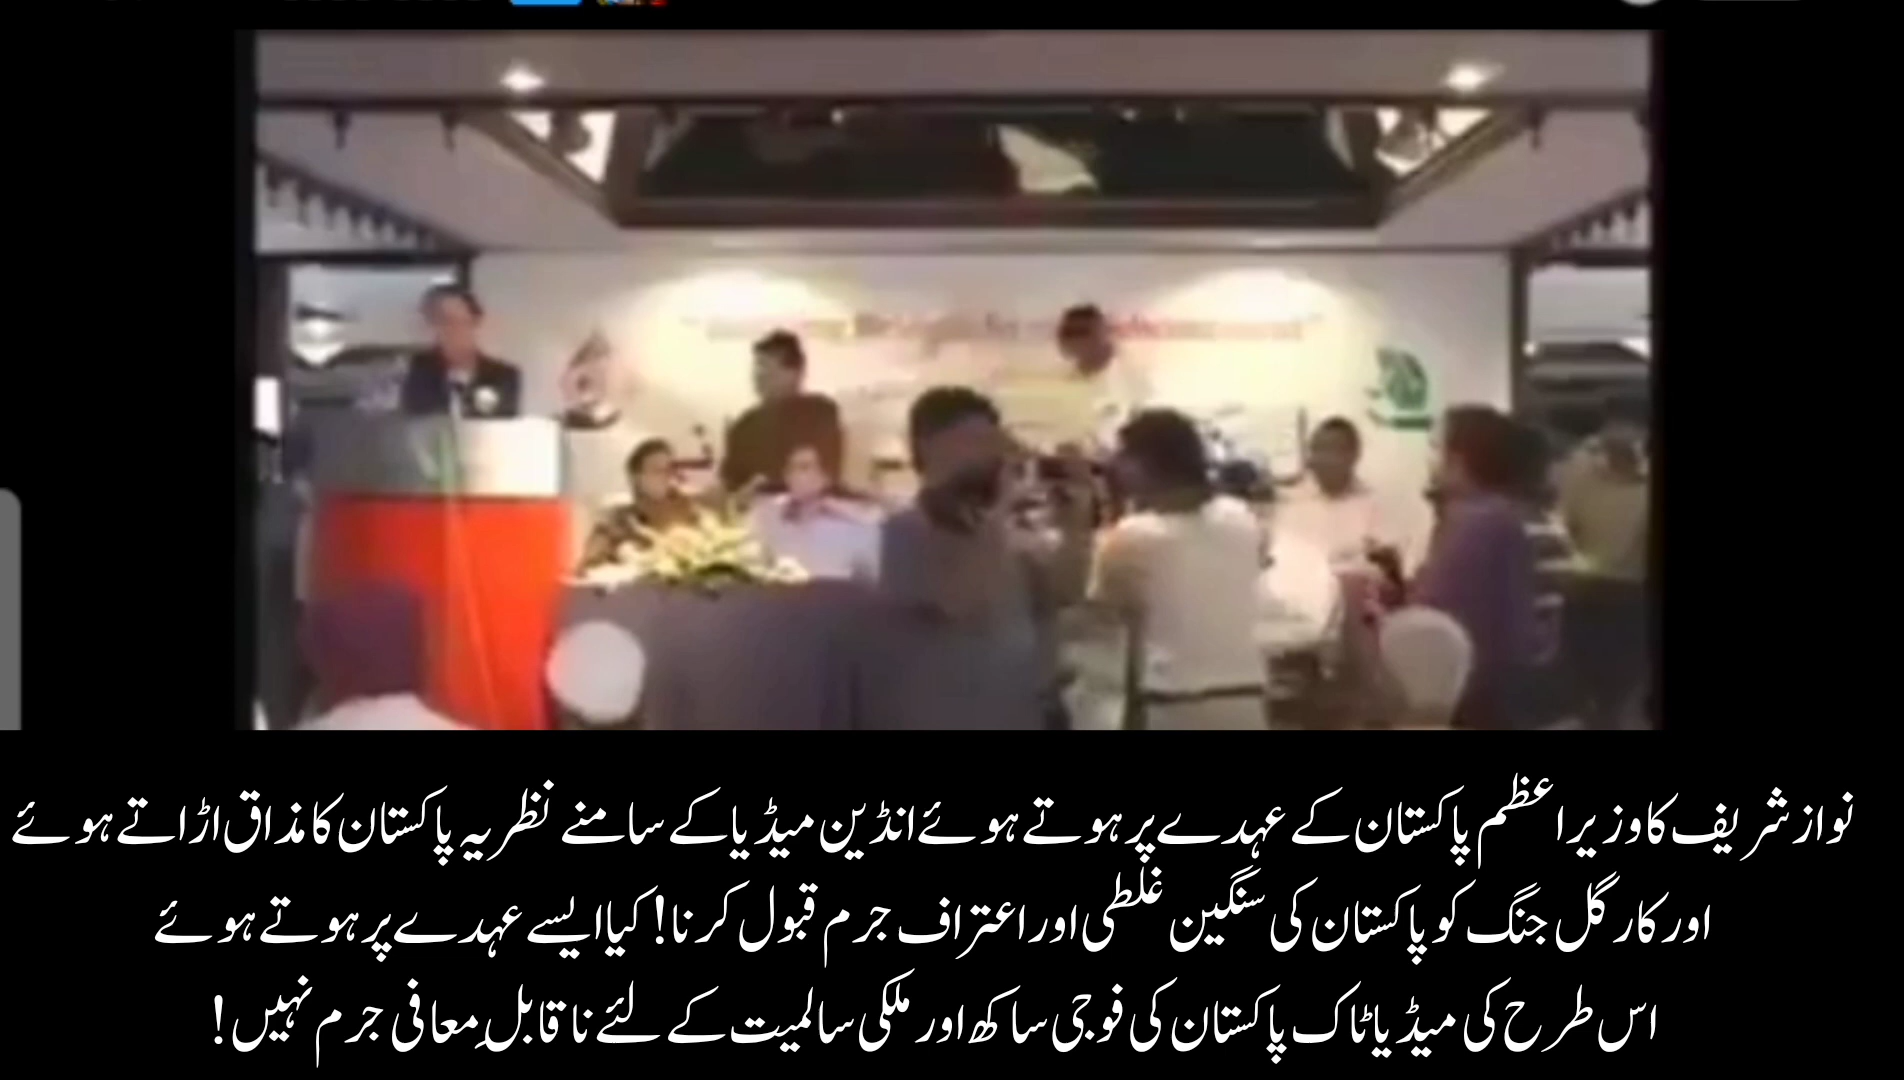 نواز شریف کا وزیراعظم پاکستان کے عہدے پر ہوتے ہوئے انڈین میڈیا کے سامنے نظریہ پاکستان کا مذاق اڑاتے ہوئے
اور کارگل جنگ کو پاکستان کی سنگین غلطی اور اعتراف جرم قبول کرنا! کیا ایسے عہدے پر ہوتے ہوئے
اس طرح کی میڈیا ٹاک پاکستان کی فوجی ساکھ اور ملکی سالمیت کے لئے ناقابلِ معافی جرم نہیں!